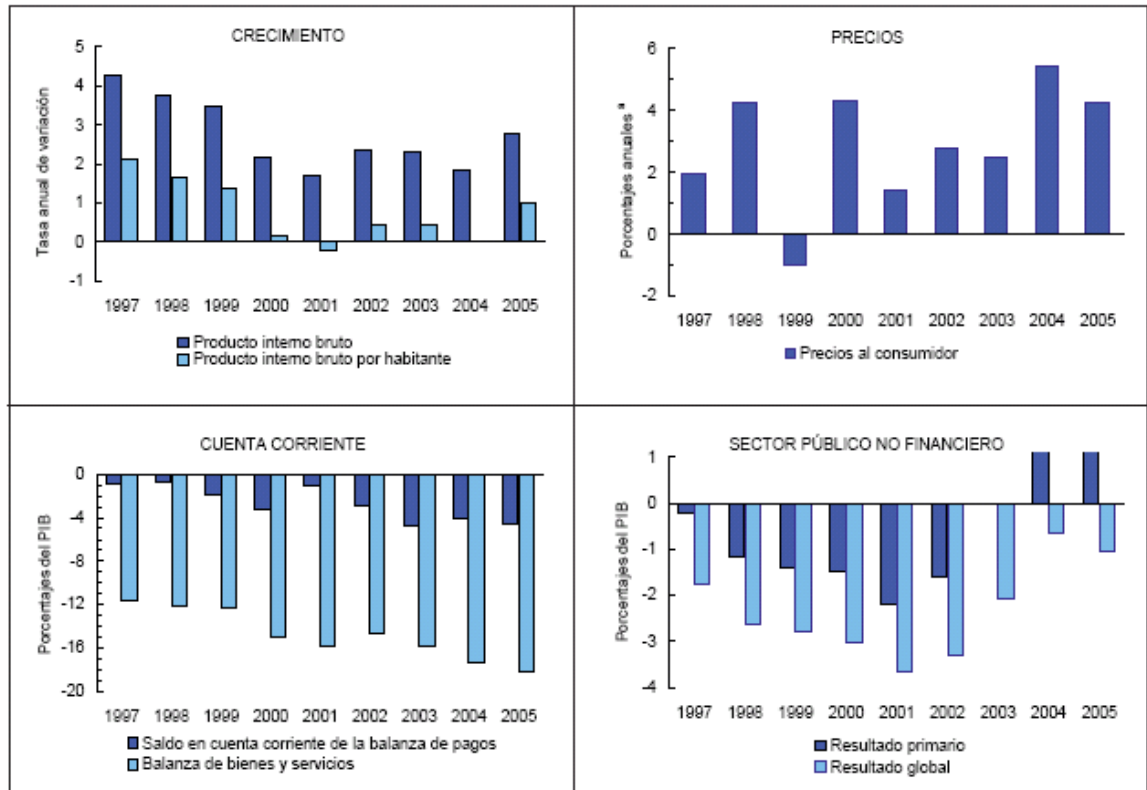 CRECIMIENTO
Tasa anual de variación
5
4
3
2
1
0
-1
1997 1998 1999 2000 2001 2002 2003 2004 2005
Producto interno bruto
Producto interno bruto por habitante
PRECIOS
Porcentajes anuales ª
6
4
2
0
-2
1997 1998 1999 2000 2001 2002 2003 2004 2005
Precios al consumidor
CUENTA CORRIENTE
Porcentajes del PIB
-0
-4
-8
-12
-16
-20
1997 1998 1999 2000 2001 2002 2003 2004 2005
Saldo en cuenta corriente de la balanza de pagos
Balanza de bienes y servicios
SECTOR PÚBLICO NO FINANCIERO
Porcentajes del PIB
1
0
-1
-2
-3
-4
1997 1998 1999 2000 2001 2002 2003 2004 2005
Resultado primario
Resultado global